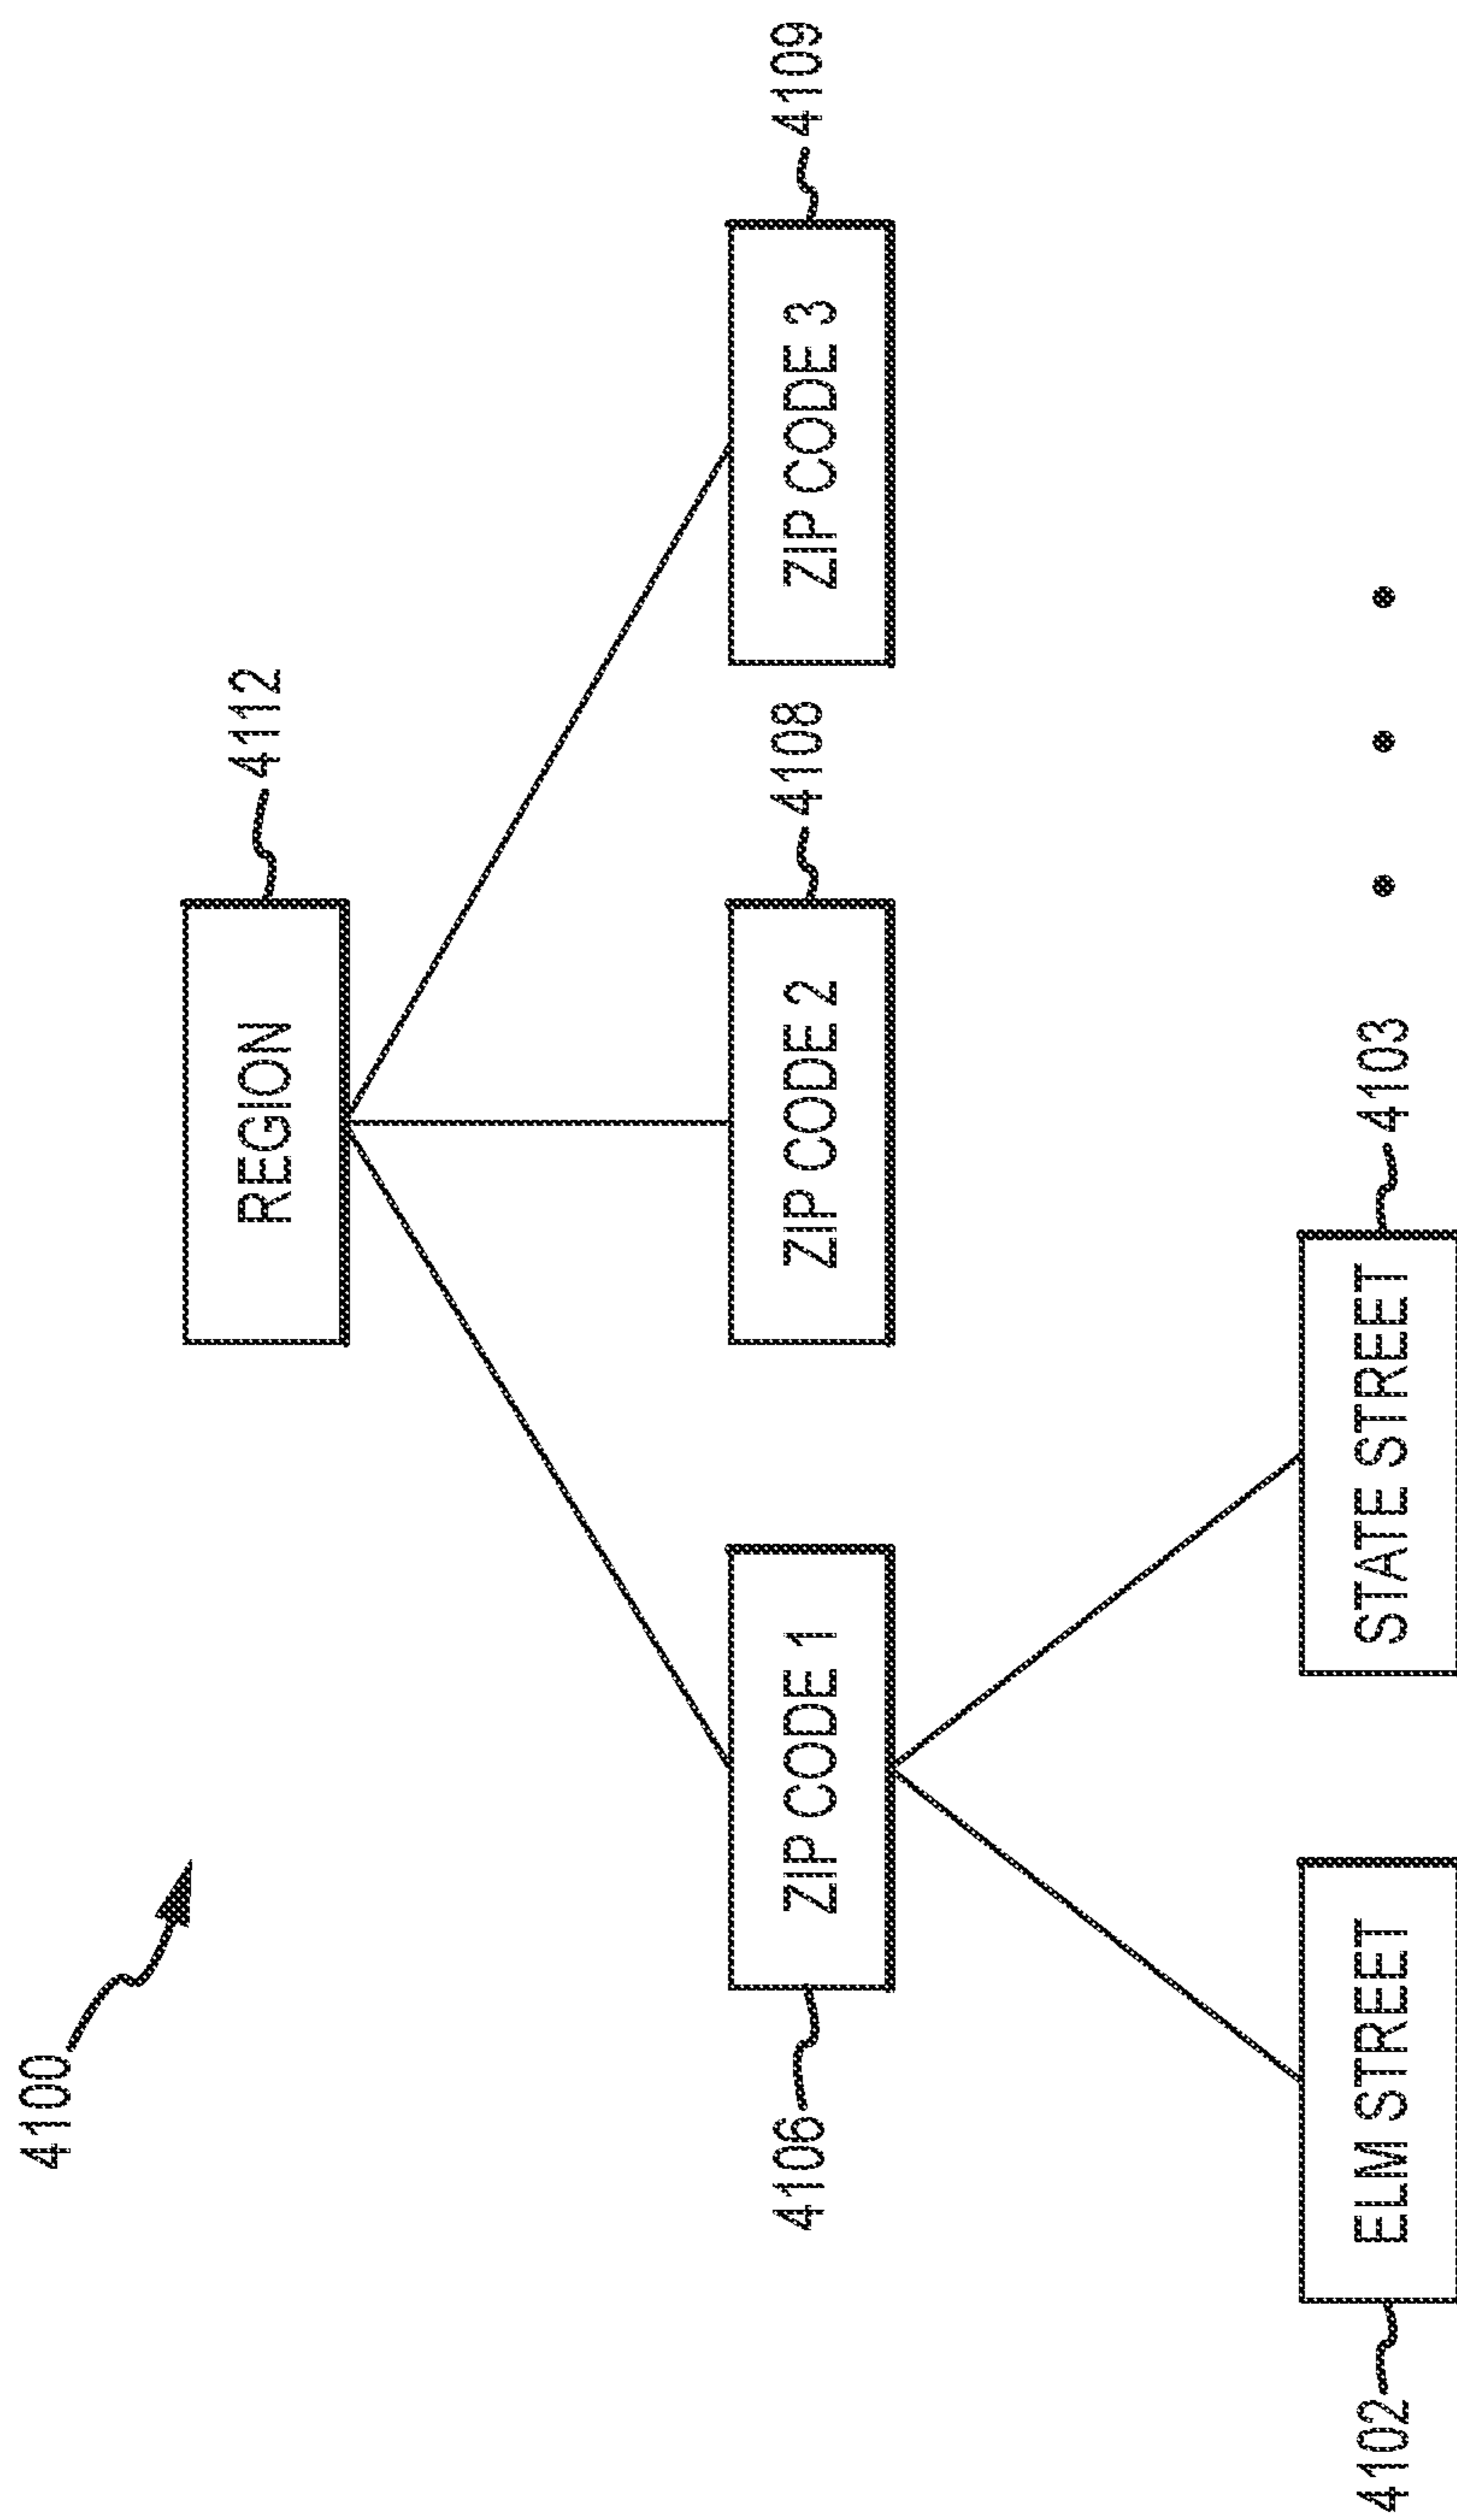 4100
REGION
4112
4106
ZIP CODE 1
ZIP CODE 2
4108
ZIP CODE 3
4109
4102
ELM STREET
STATE STREET
4103